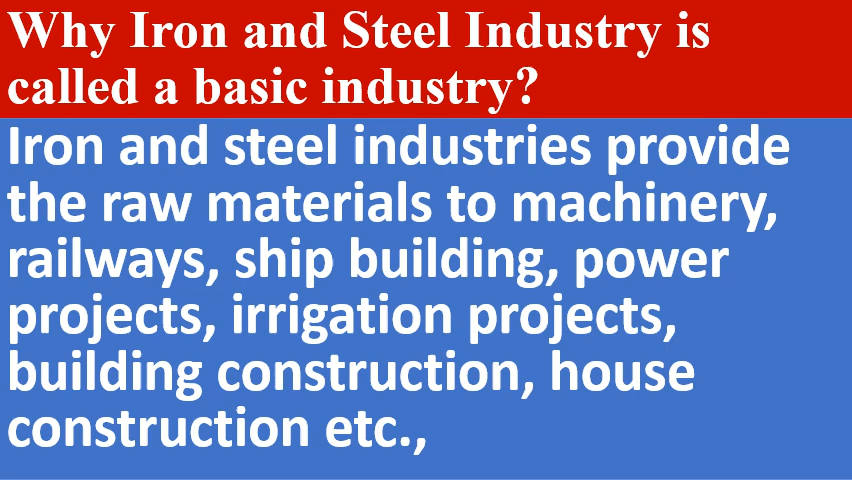 Why Iron and Steel Industry is
called a basic industry?
Iron and steel industries provide
the raw materials to machinery,
railways, ship building, power
projects, irrigation projects,
building construction, house
construction etc.,